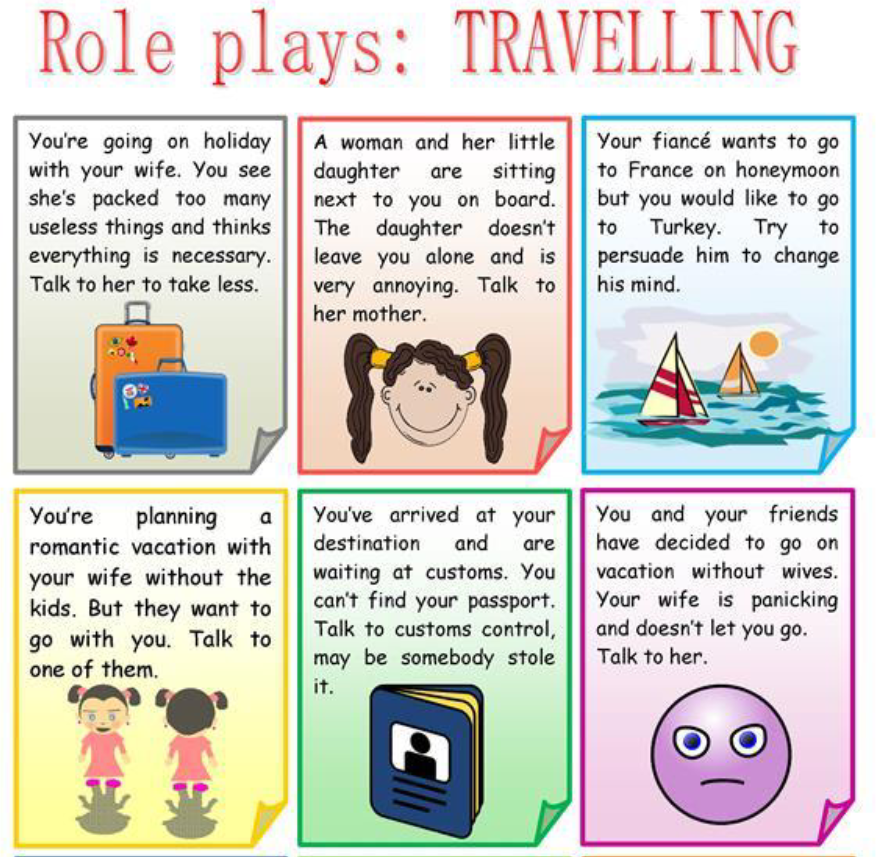 Role plays: TRAVELLING
You're going on holiday
with your wife. You see
she's packed too many
useless things and thinks
everything is necessary.
Talk to her to take less.
A woman and her little
daughter are sitting
next to you on board.
The daughter doesn't
leave you alone and is
very annoying. Talk to
her mother.
Your fiancé wants to go
to France on honeymoon
but you would like to go
to Turkey. Try to
persuade him to change
his mind.
You're planning a
romantic vacation with
your wife without the
kids. But they want to
go with you. Talk to
one of them.
You've arrived at your
destination and are
waiting at customs. You
can't find your passport.
Talk to customs control,
may be somebody stole
it.
You and your friends
have decided to go on
vacation without wives.
Your wife is panicking
and doesn't let you go.
Talk to her.